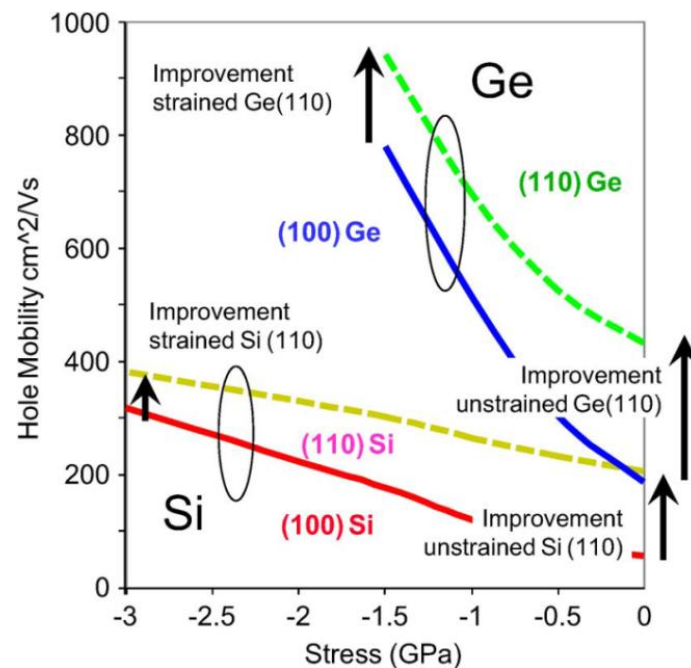 1000
800
600
400
200
0
Hole Mobility cm^2/Vs
Improvement
strained Ge(110)
Ge
(110) Ge
(100) Ge
Improvement
strained Si (110)
Improvement
unstrained Ge(110)
(110) Si
Si
(100) Si
Improvement
unstrained Si (110)
-3 -2.5 -2 -1.5 -1 -0.5 0
Stress (GPa)